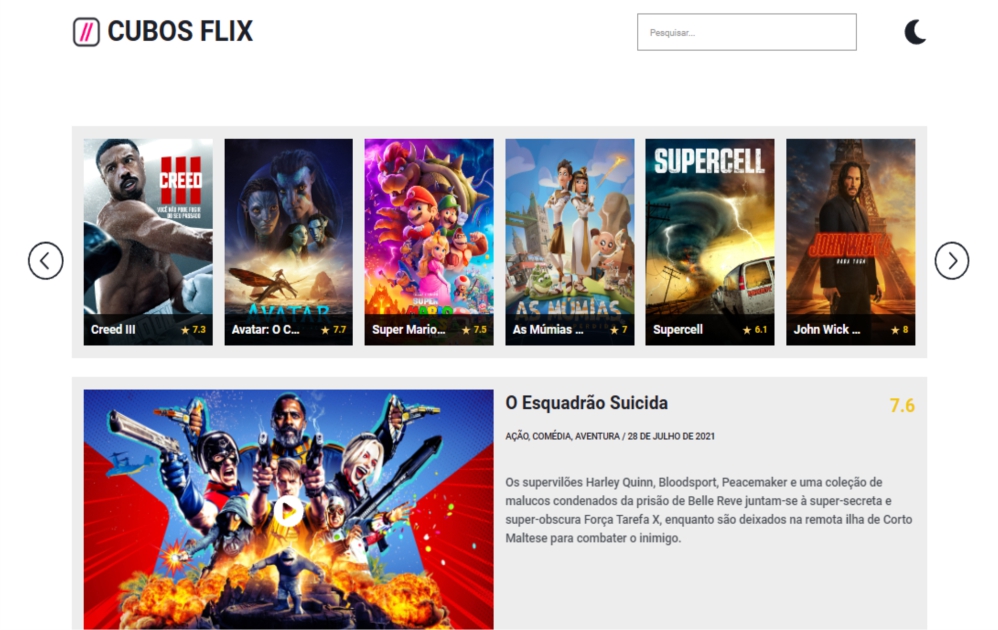 CUBOS FLIX
Pesquisar...
CREED
III
VOCÊ NÃO PODE FUGIR
DO SEU PASSADO
Creed III
★ 7.3
AVATAR
Avatar: O C...
★ 7.7
SUPER
MARIO
Super Mario...
★ 7.5
AS MÚMIAS
As Múmias ...
★ 7
SUPERCELL
Supercell
★ 6.1
JOHN WICK
BABA YAGA
John Wick ...
★ 8
O Esquadrão Suicida
7.6
AÇÃO, COMÉDIA, AVENTURA / 28 DE JULHO DE 2021
Os supervilões Harley Quinn, Bloodsport, Peacemaker e uma coleção de
malucos condenados da prisão de Belle Reve juntam-se à super-secreta e
super-obscura Força Tarefa X, enquanto são deixados na remota ilha de Corto
Maltese para combater o inimigo.